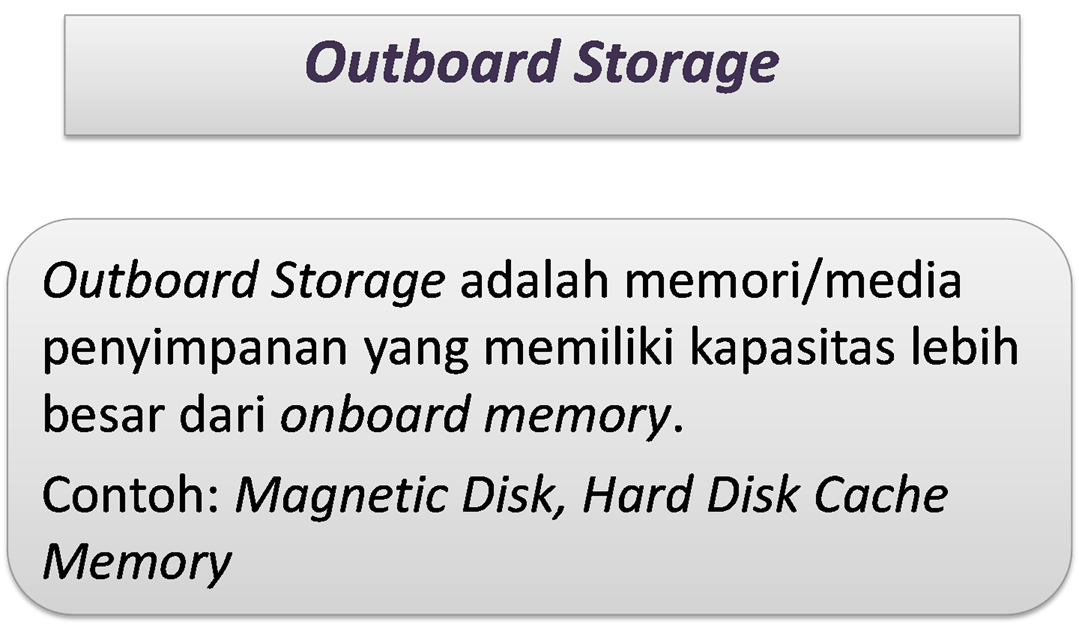 Outboard Storage
Outboard Storage adalah memori/media
penyimpanan yang memiliki kapasitas lebih
besar dari onboard memory.
Contoh: Magnetic Disk, Hard Disk Cache
Memory